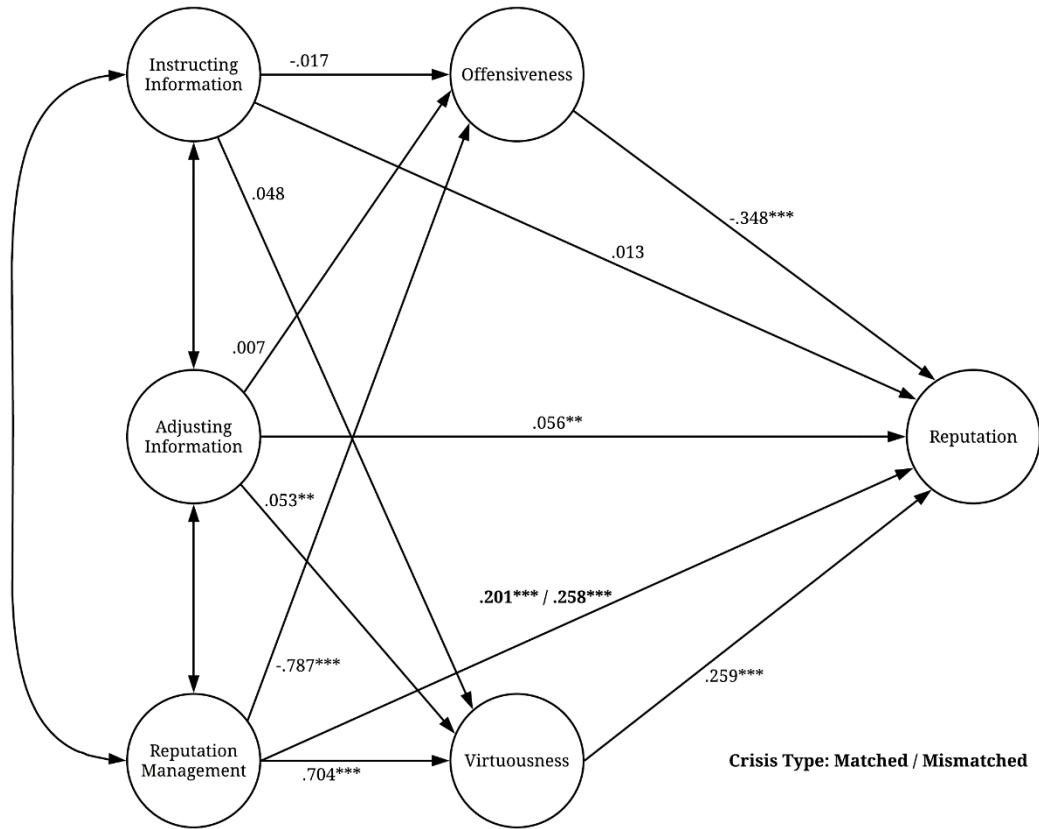 Instructing
Information
-.017
Offensiveness
.048
-.348***
.013
.007
Adjusting
Information
.056**
Reputation
.053**
.201*** / .258***
-.787***
.259***
Reputation
Management
.704***
Virtuousness
Crisis Type: Matched / Mismatched